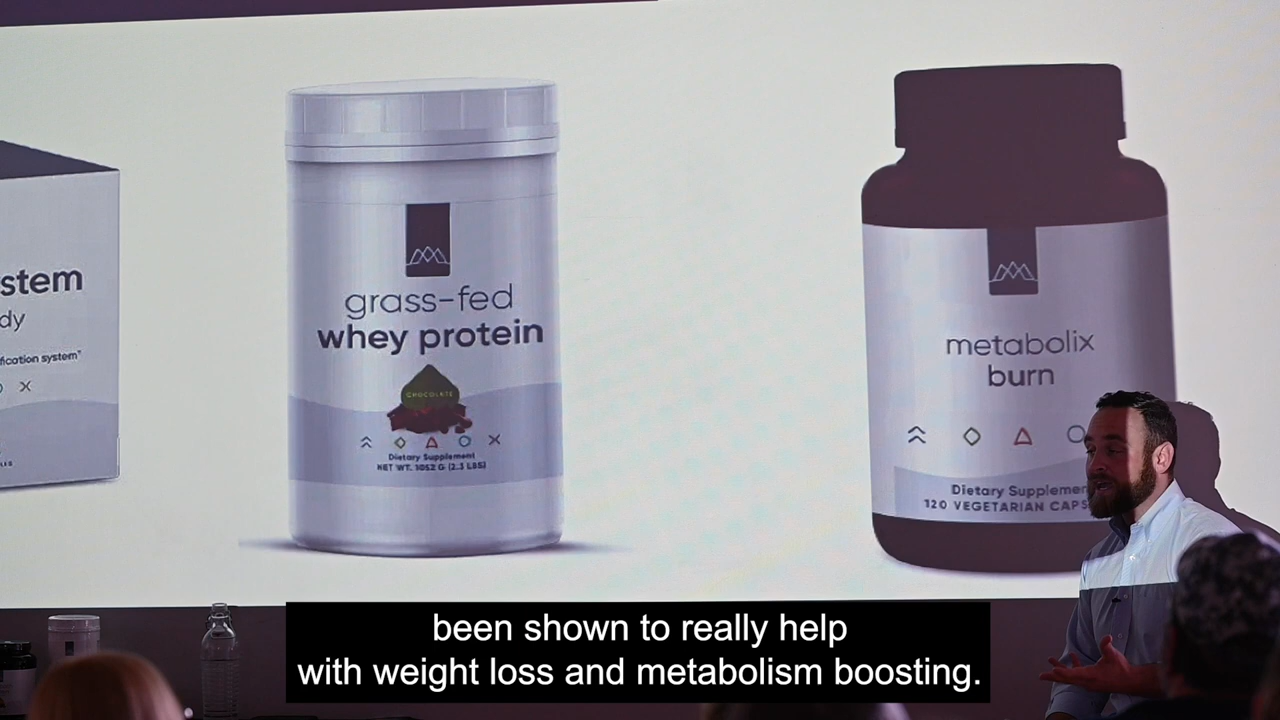 stem
dy
fication system
grass-fed
whey protein
CHOCOLATE
Dietary Supplement
NET WT. 1052 G (2.3 LBS)
metabolix
burn
Dietary Supplemen
120 VEGETARIAN CAPS
been shown to really help
with weight loss and metabolism boosting.